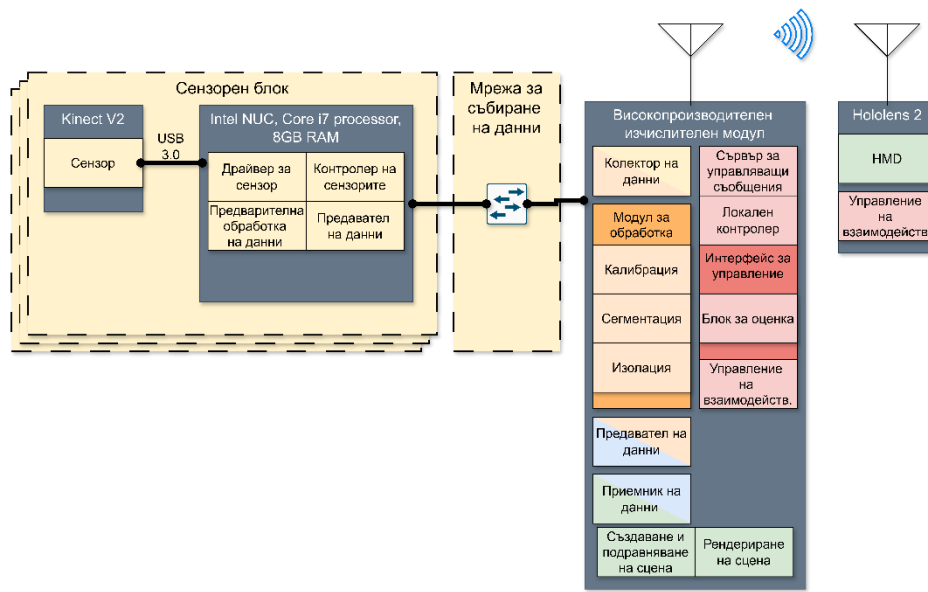 Сензорен блок
Kinect V2
Сензор
USB
3.0
Intel NUC, Core i7 processor,
8GB RAM
Драйвер за
сензор
Контролер на
сензорите
Предварителна
обработка
на данни
Предавател
на данни
Мрежа за
събиране
на данни
Високопроизводителен
изчислителен модул
Колектор на
данни
Модул за
обработка
Калибрация
Сегментация
Изолация
Предавател на
данни
Приемник на
данни
Създаване и
подравняване
на сцена
Рендериране
на сцена
Сървър за
управляващи
съобщения
Локален
контролер
Интерфейс за
управление
Блок за оценка
Управление
на
взаимодейств.
Hololens 2
HMD
Управление
на
взаимодейств.